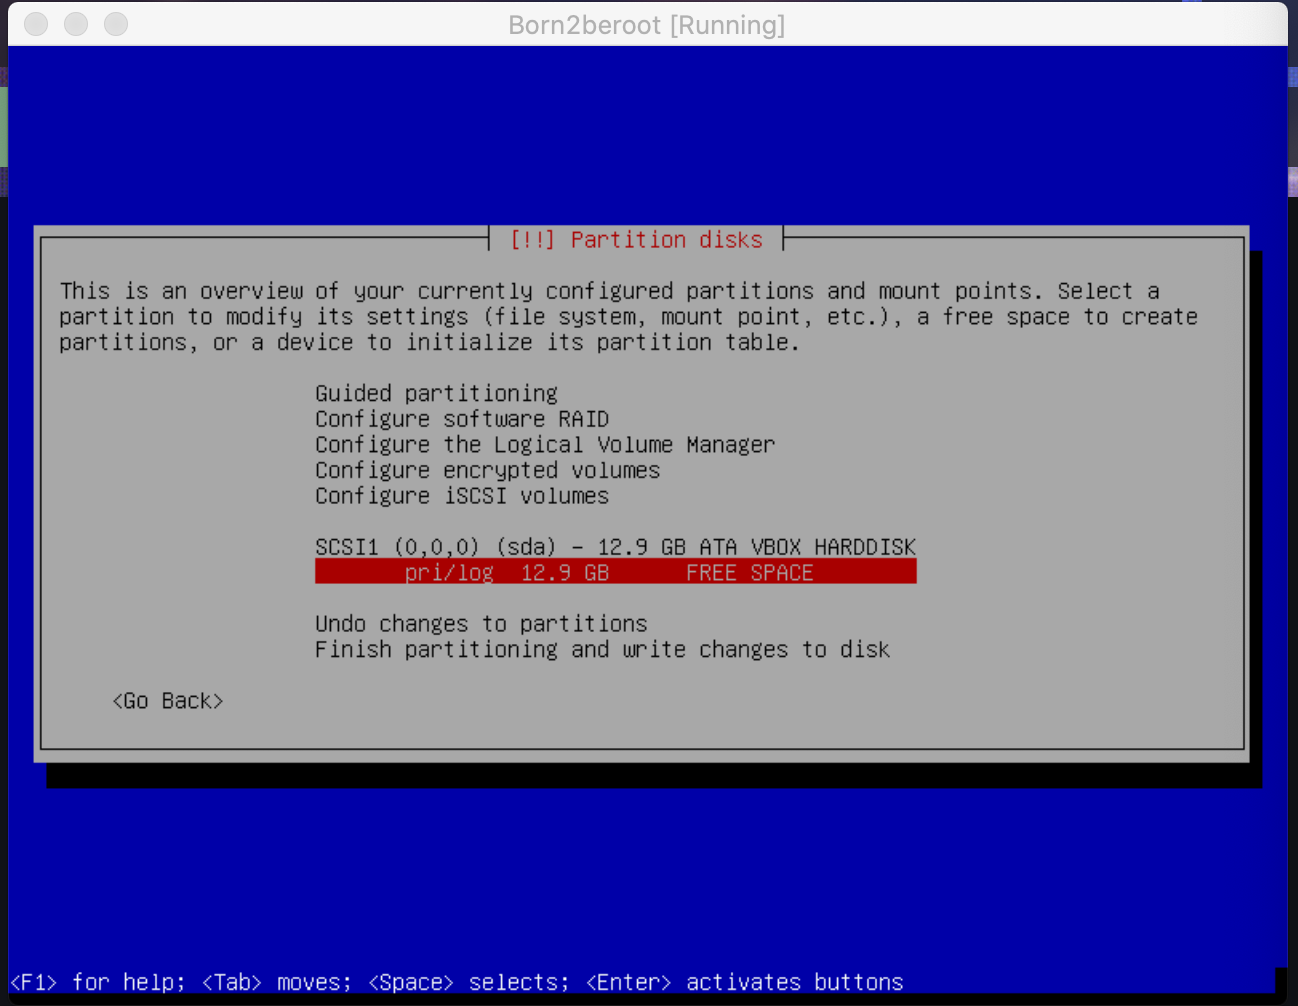 Born2beroot [Running]
[!!] Partition disks
This is an overview of your currently configured partitions and mount points. Select a
partition to modify its settings (file system, mount point, etc.), a free space to create
partitions, or a device to initialize its partition table.
Guided partitioning
Configure software RAID
Configure the Logical Volume Manager
Configure encrypted volumes
Configure iSCSI volumes
SCSI1 (0,0,0) (sda) - 12.9 GB ATA VBOX HARDDISK
pri/log 12.9 GB FREE SPACE
Undo changes to partitions
Finish partitioning and write changes to disk
<Go Back>
<F1> for help; <Tab> moves; <Space> selects; <Enter> activates buttons